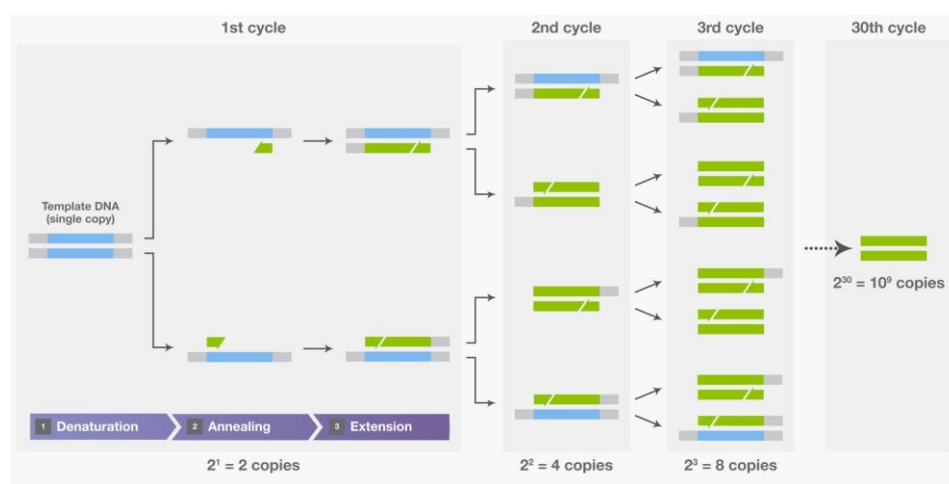 1st cycle
2nd cycle
3rd cycle
30th cycle
Template DNA
(single copy)
2³⁰ = 10⁹ copies
1 Denaturation
2 Annealing
3 Extension
2¹ = 2 copies
2² = 4 copies
2³ = 8 copies